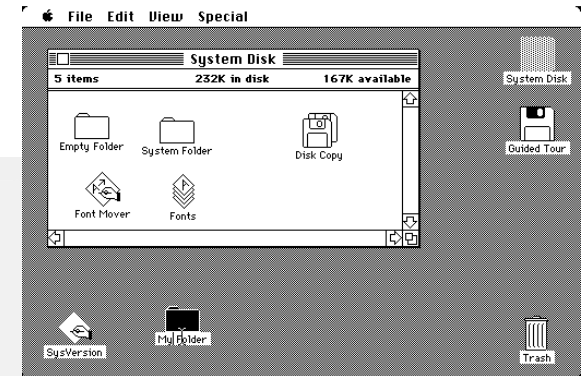 File Edit View Special
System Disk
5 items 232K in disk 167K available
Empty Folder System Folder Disk Copy
Font Mover Fonts
System Disk
Guided Tour
SysVersion My Folder Trash